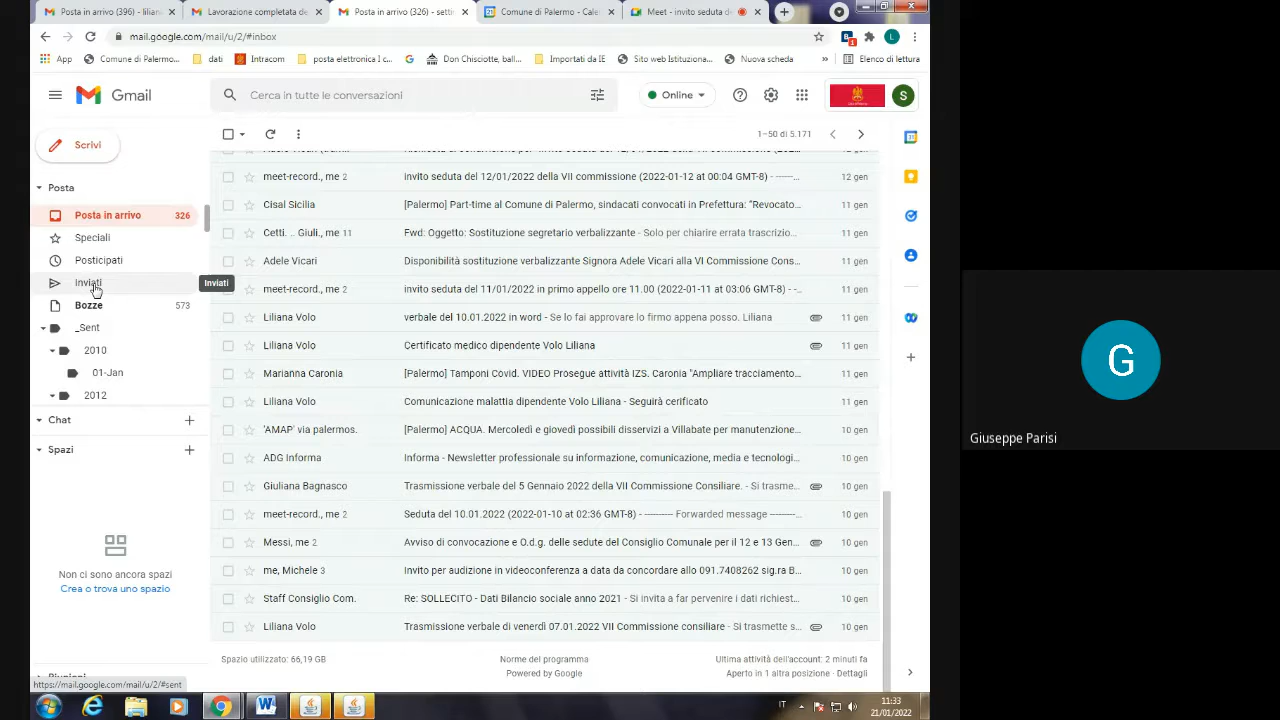 Posta in arrivo (396) - liliana
Lavorazione completata de
Posta in arrivo (326) - setti
Comune di Palermo - Cale
Meet - invito seduta d
mail.google.com/mail/u/2/#inbox
App
Comune di Palermo...
dati
Intracom
posta elettronica I c...
Don Chisciotte, ball...
Importati da IE
Sito web Istituziona...
Nuova scheda
»
Elenco di lettura
Gmail
Cerca in tutte le conversazioni
Online
S
Scrivi
1–50 di 5.171
Posta
Posta in arrivo 326
Speciali
Posticipati
Inviati
Inviati
Bozze 573
_Sent
2010
01-Jan
2012
Chat
Spazi
Non ci sono ancora spazi
Crea o trova uno spazio
meet-record., me 2 invito seduta del 12/01/2022 della VII commissione (2022-01-12 at 00:04 GMT-8) - -----... 12 gen
Cisal Sicilia [Palermo] Part-time al Comune di Palermo, sindacati convocati in Prefettura: “Revocato... 11 gen
Cetti. .. Giuli., me 11 Fwd: Oggetto: Sostituzione segretario verbalizzante - Solo per chiarire errata trascrizio... 11 gen
Adele Vicari Disponibilità sostituzione verbalizzante Signora Adele Vicari alla VI Commissione Cons... 11 gen
meet-record., me 2 invito seduta del 11/01/2022 in primo appello ore 11.00 (2022-01-11 at 03:06 GMT-8) - -... 11 gen
Liliana Volo verbale del 10.01.2022 in word - Se lo fai approvare lo firmo appena posso. Liliana 11 gen
Liliana Volo Certificato medico dipendente Volo Liliana 11 gen
Marianna Caronia [Palermo] Tamponi Covid. VIDEO Prosegue attività IZS. Caronia "Ampliare tracciamento... 11 gen
Liliana Volo Comunicazione malattia dipendente Volo Liliana - Seguirà cerificato 11 gen
'AMAP' via palermos. [Palermo] ACQUA. Mercoledì e giovedì possibili disservizi a Villabate per manutenzione... 10 gen
ADG Informa Informa - Newsletter professionale su informazione, comunicazione, media e tecnologi... 10 gen
Giuliana Bagnasco Trasmissione verbale del 5 Gennaio 2022 della VII Commissione Consiliare. - Si trasme... 10 gen
meet-record., me 2 Seduta del 10.01.2022 (2022-01-10 at 02:36 GMT-8) - ---------- Forwarded message ---------... 10 gen
Messi, me 2 Avviso di convocazione e O.d.g. delle sedute del Consiglio Comunale per il 12 e 13 Gen... 10 gen
me, Michele 3 Invito per audizione in videoconferenza a data da concordare allo 091.7408262 sig.ra B... 10 gen
Staff Consiglio Com. Re: SOLLECITO - Dati Bilancio sociale anno 2021 - Si invita a far pervenire i dati richiest... 10 gen
Liliana Volo Trasmissione verbale di venerdì 07.01.2022 VII Commissione consiliare - Si trasmette s... 10 gen
Spazio utilizzato: 66,19 GB
Norme del programma
Powered by Google
Ultima attività dell'account: 2 minuti fa
Aperto in 1 altra posizione - Dettagli
https://mail.google.com/mail/u/2/#sent
IT
11:33
21/01/2022
G
Giuseppe Parisi